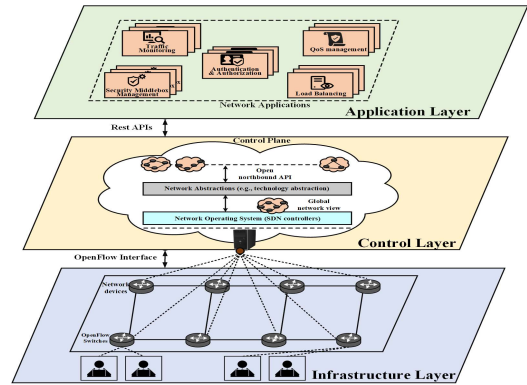 Traffic
Monitoring
QoS management
Authentication
& Authorization
Security Middlebox
Management
Load Balancing
Network Applications
Application Layer
Rest APIs
Control Plane
Open
northbound API
Network Abstractions (e.g., technology abstraction)
Global
network view
Network Operating System (SDN controllers)
Control Layer
OpenFlow Interface
Network
devices
OpenFlow
Switches
Infrastructure Layer